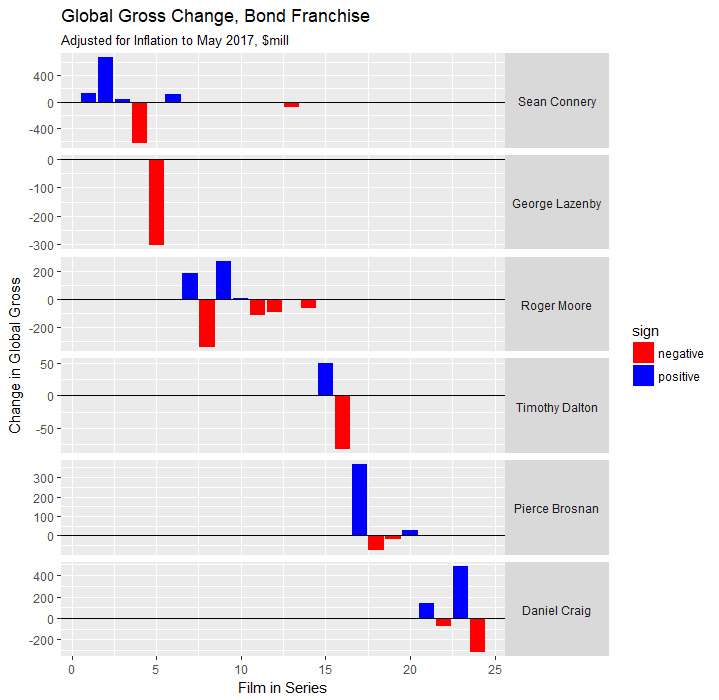 Global Gross Change, Bond Franchise
Adjusted for Inflation to May 2017, $mill
Change in Global Gross
400
0
-400
Sean Connery
0
-100
-200
-300
George Lazenby
200
0
-200
Roger Moore
50
0
-50
Timothy Dalton
300
200
100
0
Pierce Brosnan
400
200
0
-200
Daniel Craig
0 5 10 15 20 25
Film in Series
sign
negative
positive